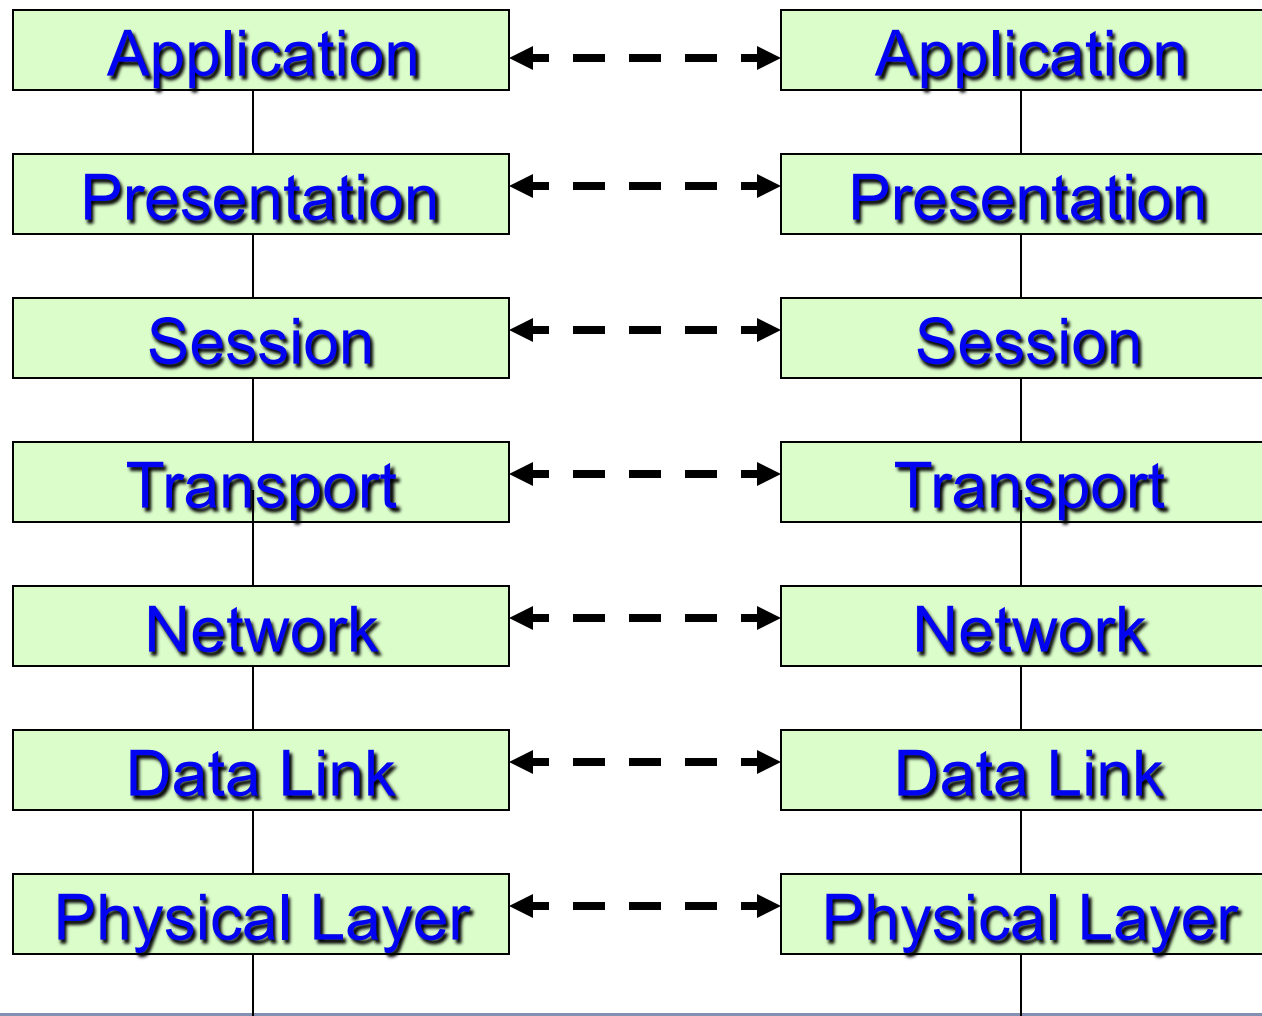 Application
Application
Presentation
Presentation
Session
Session
Transport
Transport
Network
Network
Data Link
Data Link
Physical Layer
Physical Layer